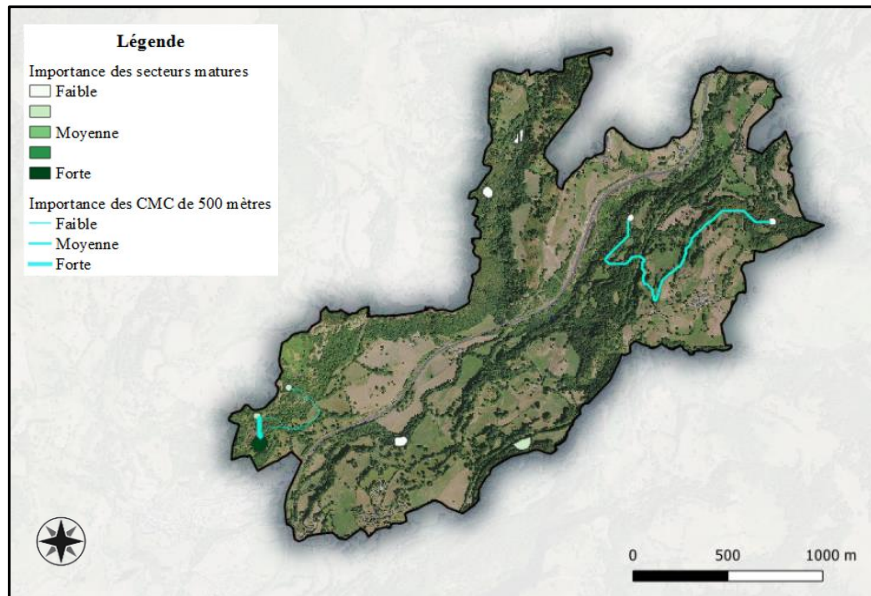 Légende
Importance des secteurs matures
Faible
Moyenne
Forte
Importance des CMC de 500 mètres
Faible
Moyenne
Forte
0 500 1000 m